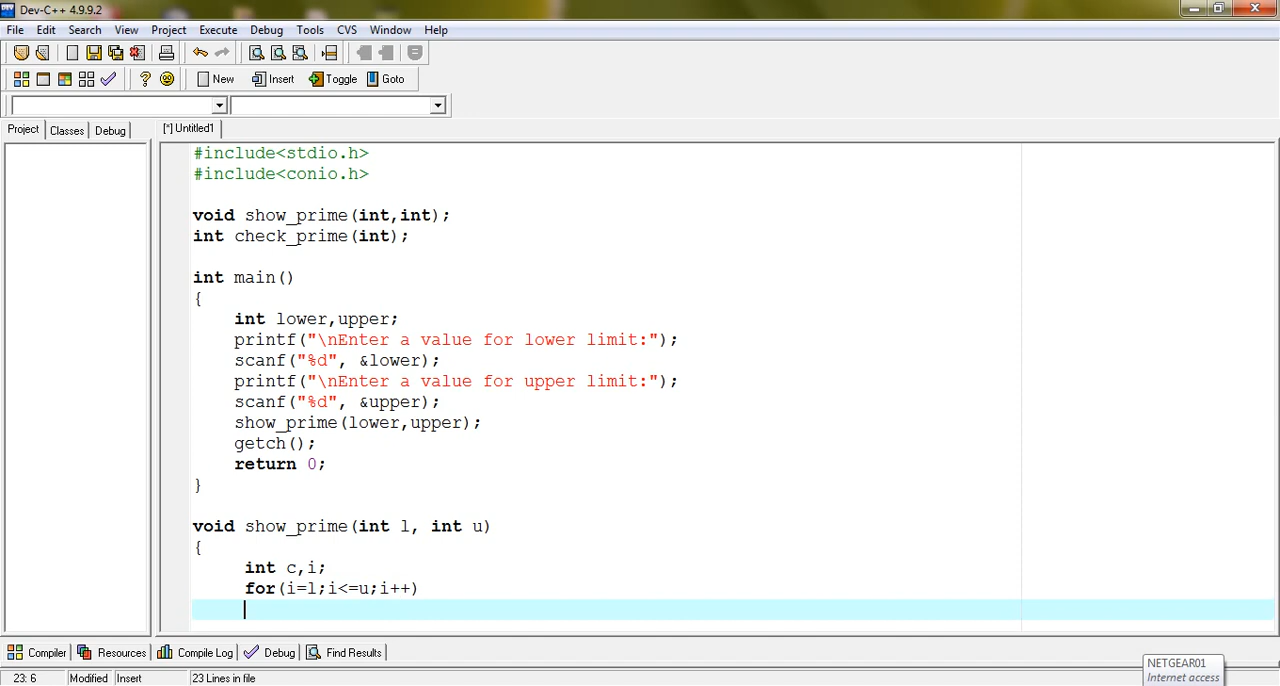 Dev-C++ 4.9.9.2
File Edit Search View Project Execute Debug Tools CVS Window Help
New Insert Toggle Goto
Project Classes Debug [*] Untitled1
#include<stdio.h>
#include<conio.h>
void show_prime(int,int);
int check_prime(int);
int main()
{
int lower,upper;
printf("\nEnter a value for lower limit:");
scanf("%d", &lower);
printf("\nEnter a value for upper limit:");
scanf("%d", &upper);
show_prime(lower,upper);
getch();
return 0;
}
void show_prime(int l, int u)
{
int c,i;
for(i=l;i<=u;i++)
Compiler Resources Compile Log Debug Find Results
NETGEAR01
Internet access
23: 6 Modified Insert 23 Lines in file